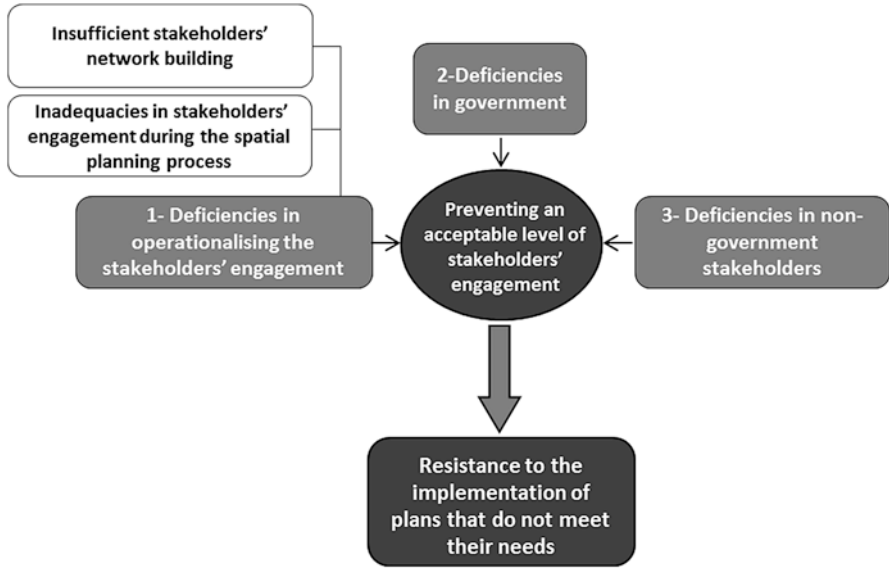 Insufficient stakeholders’
network building
Inadequacies in stakeholders’
engagement during the spatial
planning process
1- Deficiencies in
operationalising the
stakeholders’ engagement
2-Deficiencies
in government
Preventing an
acceptable level of
stakeholders’
engagement
3- Deficiencies in non-
government
stakeholders
Resistance to the
implementation of
plans that do not meet
their needs